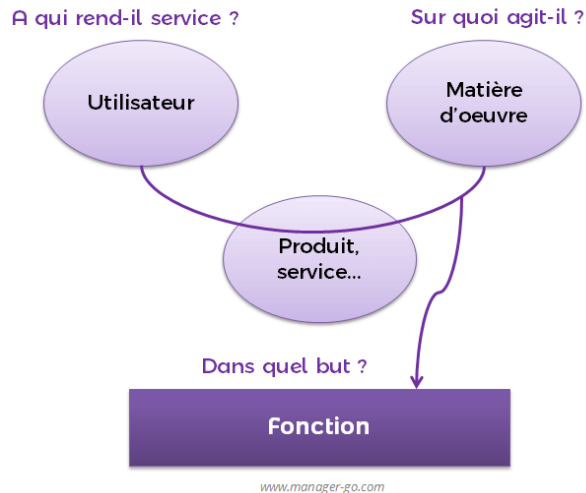 A qui rend-il service ?
Sur quoi agit-il ?
Utilisateur
Matière
d'oeuvre
Produit,
service...
Dans quel but ?
Fonction
www.manager-go.com